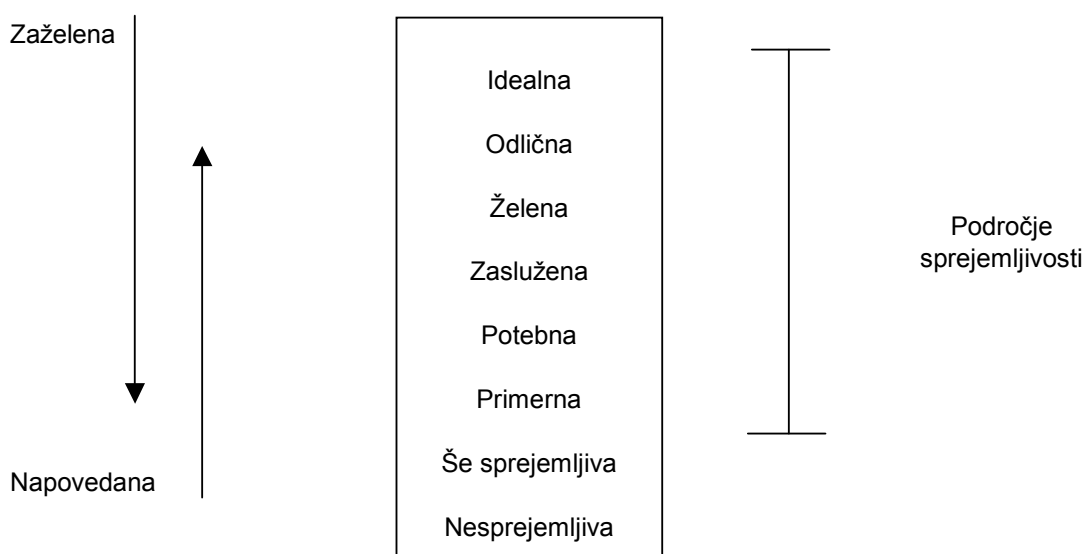 Zaželena
Idealna
Odlična
Želena
Zaslužena
Potebna
Primerna
Še sprejemljiva
Nesprejemljiva
Napovedana
Področje
sprejemljivosti